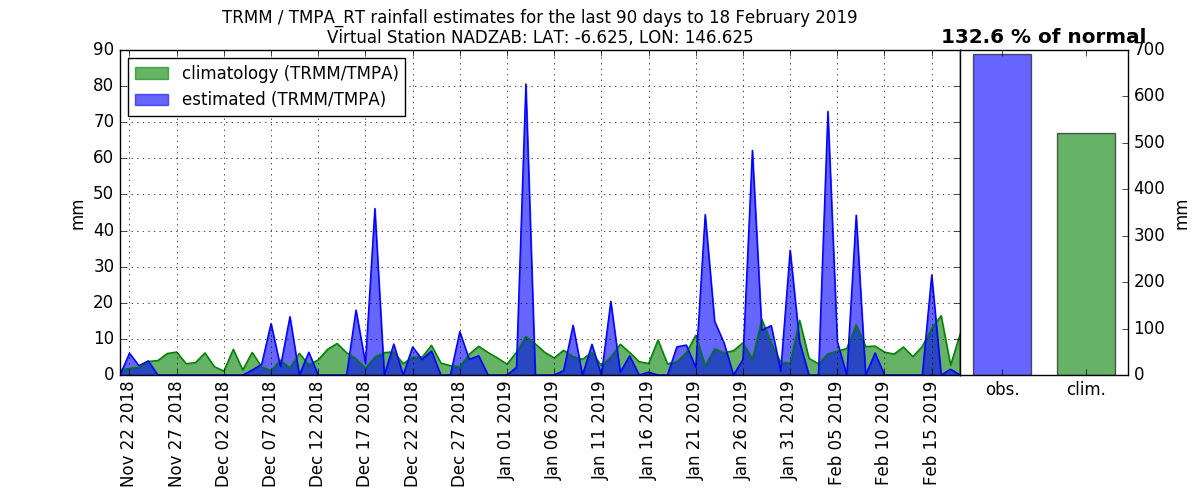 TRMM / TMPA_RT rainfall estimates for the last 90 days to 18 February 2019
Virtual Station NADZAB: LAT: -6.625, LON: 146.625
132.6 % of normal
climatology (TRMM/TMPA)
estimated (TRMM/TMPA)
mm
90
80
70
60
50
40
30
20
10
0
Nov 22 2018
Nov 27 2018
Dec 02 2018
Dec 07 2018
Dec 12 2018
Dec 17 2018
Dec 22 2018
Dec 27 2018
Jan 01 2019
Jan 06 2019
Jan 11 2019
Jan 16 2019
Jan 21 2019
Jan 26 2019
Jan 31 2019
Feb 05 2019
Feb 10 2019
Feb 15 2019
obs.
clim.
700
600
500
400
300
200
100
0
mm